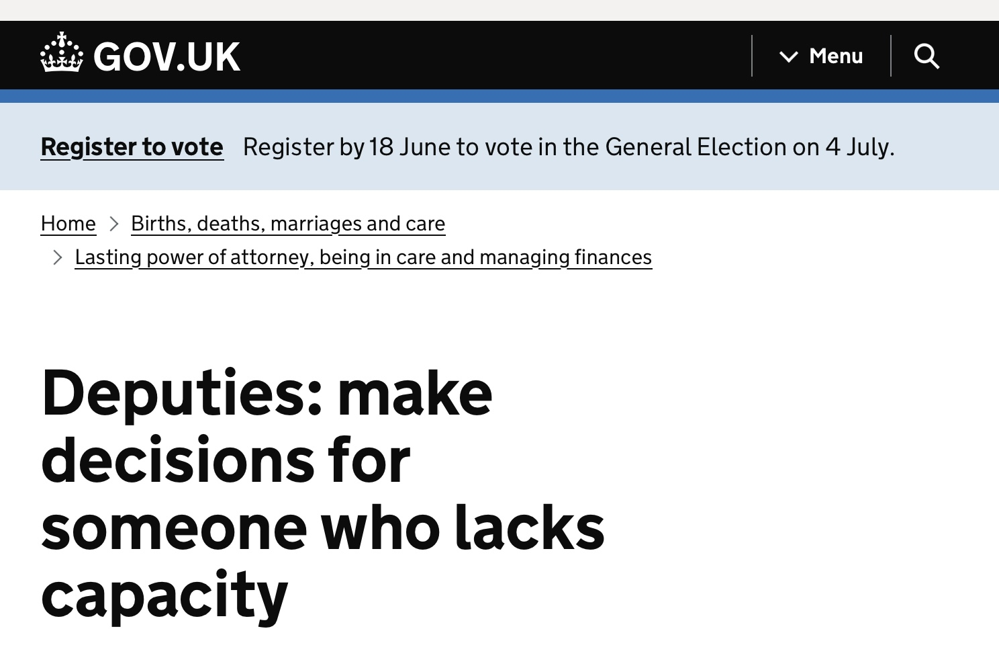 GOV.UK
Menu
Register to vote Register by 18 June to vote in the General Election on 4 July.
Home Births, deaths, marriages and care
Lasting power of attorney, being in care and managing finances
Deputies: make
decisions for
someone who lacks
capacity